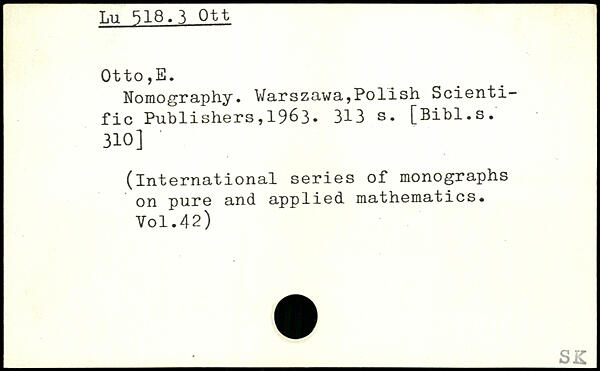 Lu 518.3 Ott
Otto,E.
Nomography. Warszawa,Polish Scienti-
fic Publishers,1963. 313 s. [Bibl.s.
310]
(International series of monographs
on pure and applied mathematics.
Vol.42)
SK